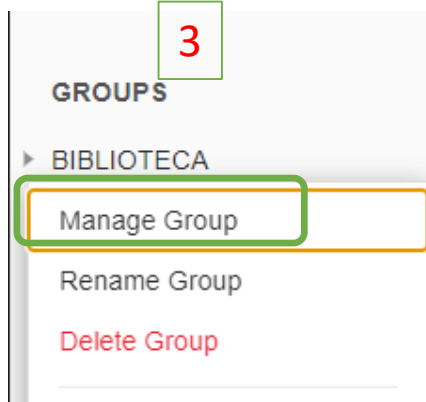 3
GROUPS
BIBLIOTECA
Manage Group
Rename Group
Delete Group